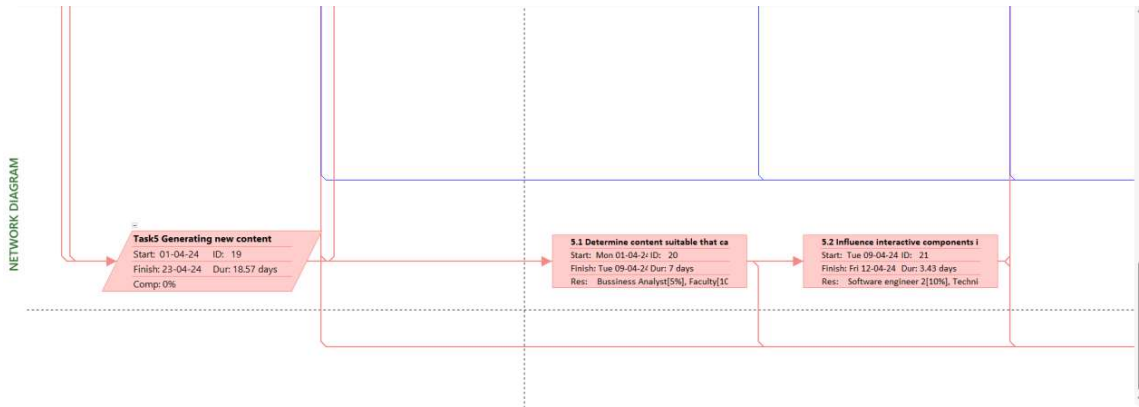 NETWORK DIAGRAM
Task5 Generating new content
Start: 01-04-24 ID: 19
Finish: 23-04-24 Dur: 18.57 days
Comp: 0%
5.1 Determine content suitable that ca
Start: Mon 01-04-24 ID: 20
Finish: Tue 09-04-24 Dur: 7 days
Res: Bussiness Analyst[5%], Faculty[10
5.2 Influence interactive components i
Start: Tue 09-04-24 ID: 21
Finish: Fri 12-04-24 Dur: 3.43 days
Res: Software engineer 2[10%], Techni